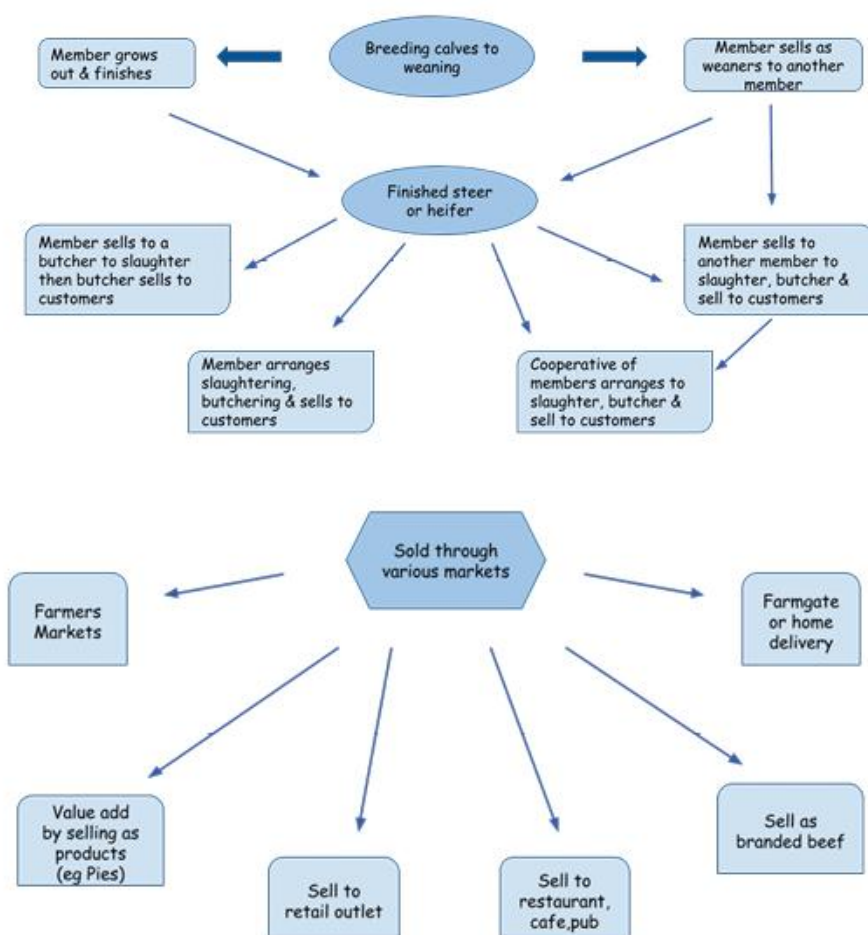 Member grows
out & finishes
Breeding calves to
weaning
Member sells as
weaners to another
member
Finished steer
or heifer
Member sells to a
butcher to slaughter
then butcher sells to
customers
Member sells to
another member to
slaughter, butcher &
sell to customers
Member arranges
slaughtering,
butchering & sells to
customers
Cooperative of
members arranges to
slaughter, butcher &
sell to customers
Sold through
various markets
Farmers
Markets
Farmgate
or home
delivery
Value add
by selling as
products
(eg Pies)
Sell to
retail outlet
Sell to
restaurant,
cafe,pub
Sell as
branded beef